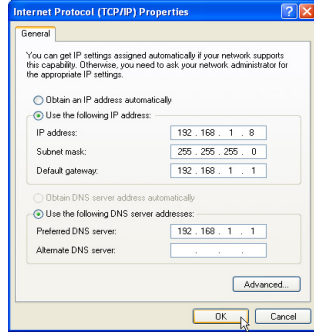 Internet Protocol (TCP/IP) Properties
General
You can get IP settings assigned automatically if your network supports
this capability. Otherwise, you need to ask your network administrator for
the appropriate IP settings.
Obtain an IP address automatically
Use the following IP address:
IP address: 192 . 168 . 1 . 8
Subnet mask: 255 . 255 . 255 . 0
Default gateway: 192 . 168 . 1 . 1
Obtain DNS server address automatically
Use the following DNS server addresses:
Preferred DNS server: 192 . 168 . 1 . 1
Alternate DNS server: . . .
Advanced...
OK Cancel